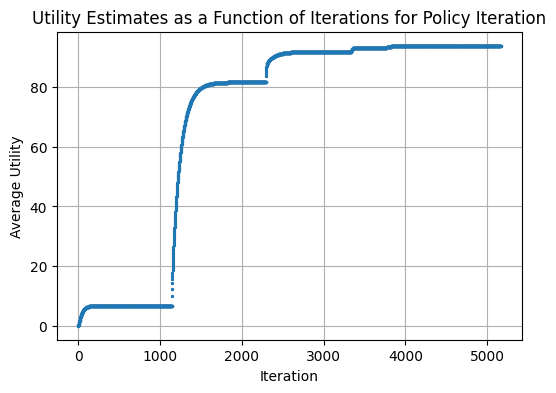 Utility Estimates as a Function of Iterations for Policy Iteration
80
60
40
20
0
Average Utility
0 1000 2000 3000 4000 5000
Iteration